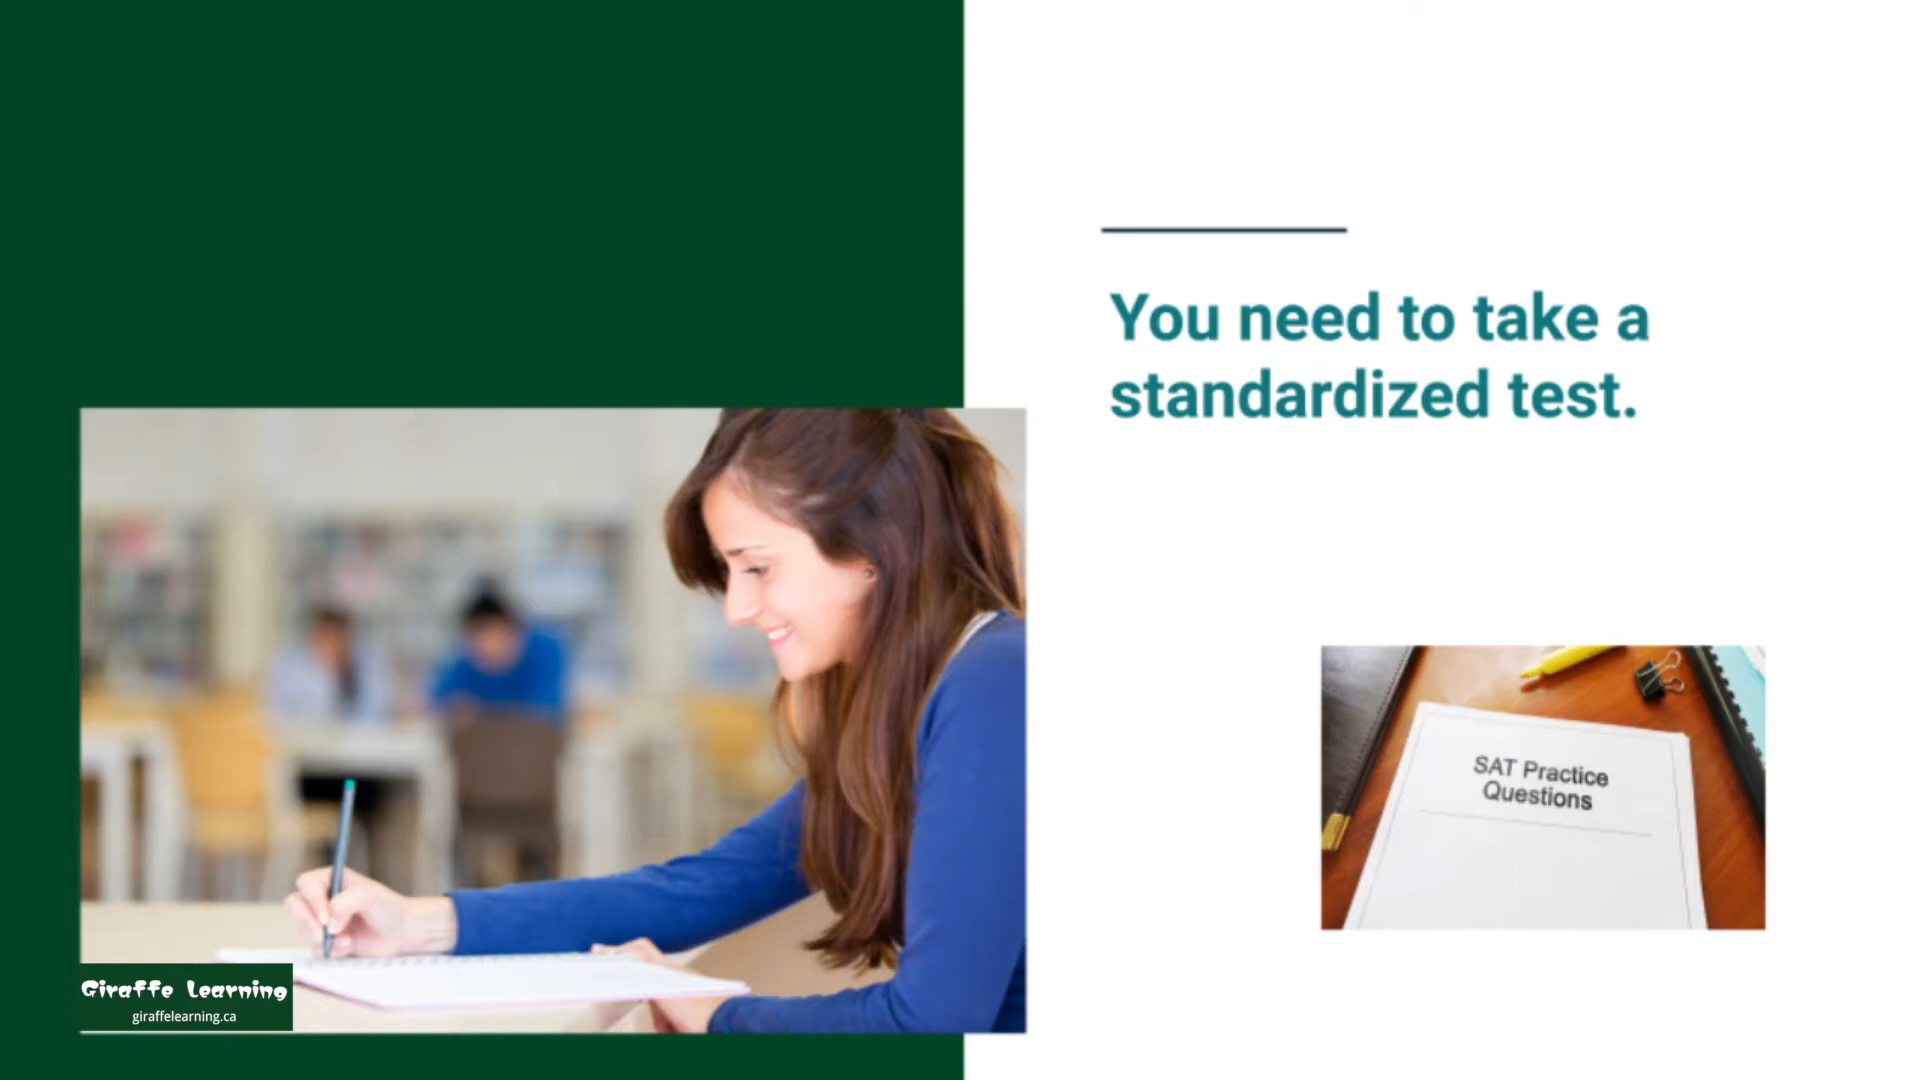 You need to take a
standardized test.
SAT Practice
Questions
Giraffe Learning
giraffelearning.ca